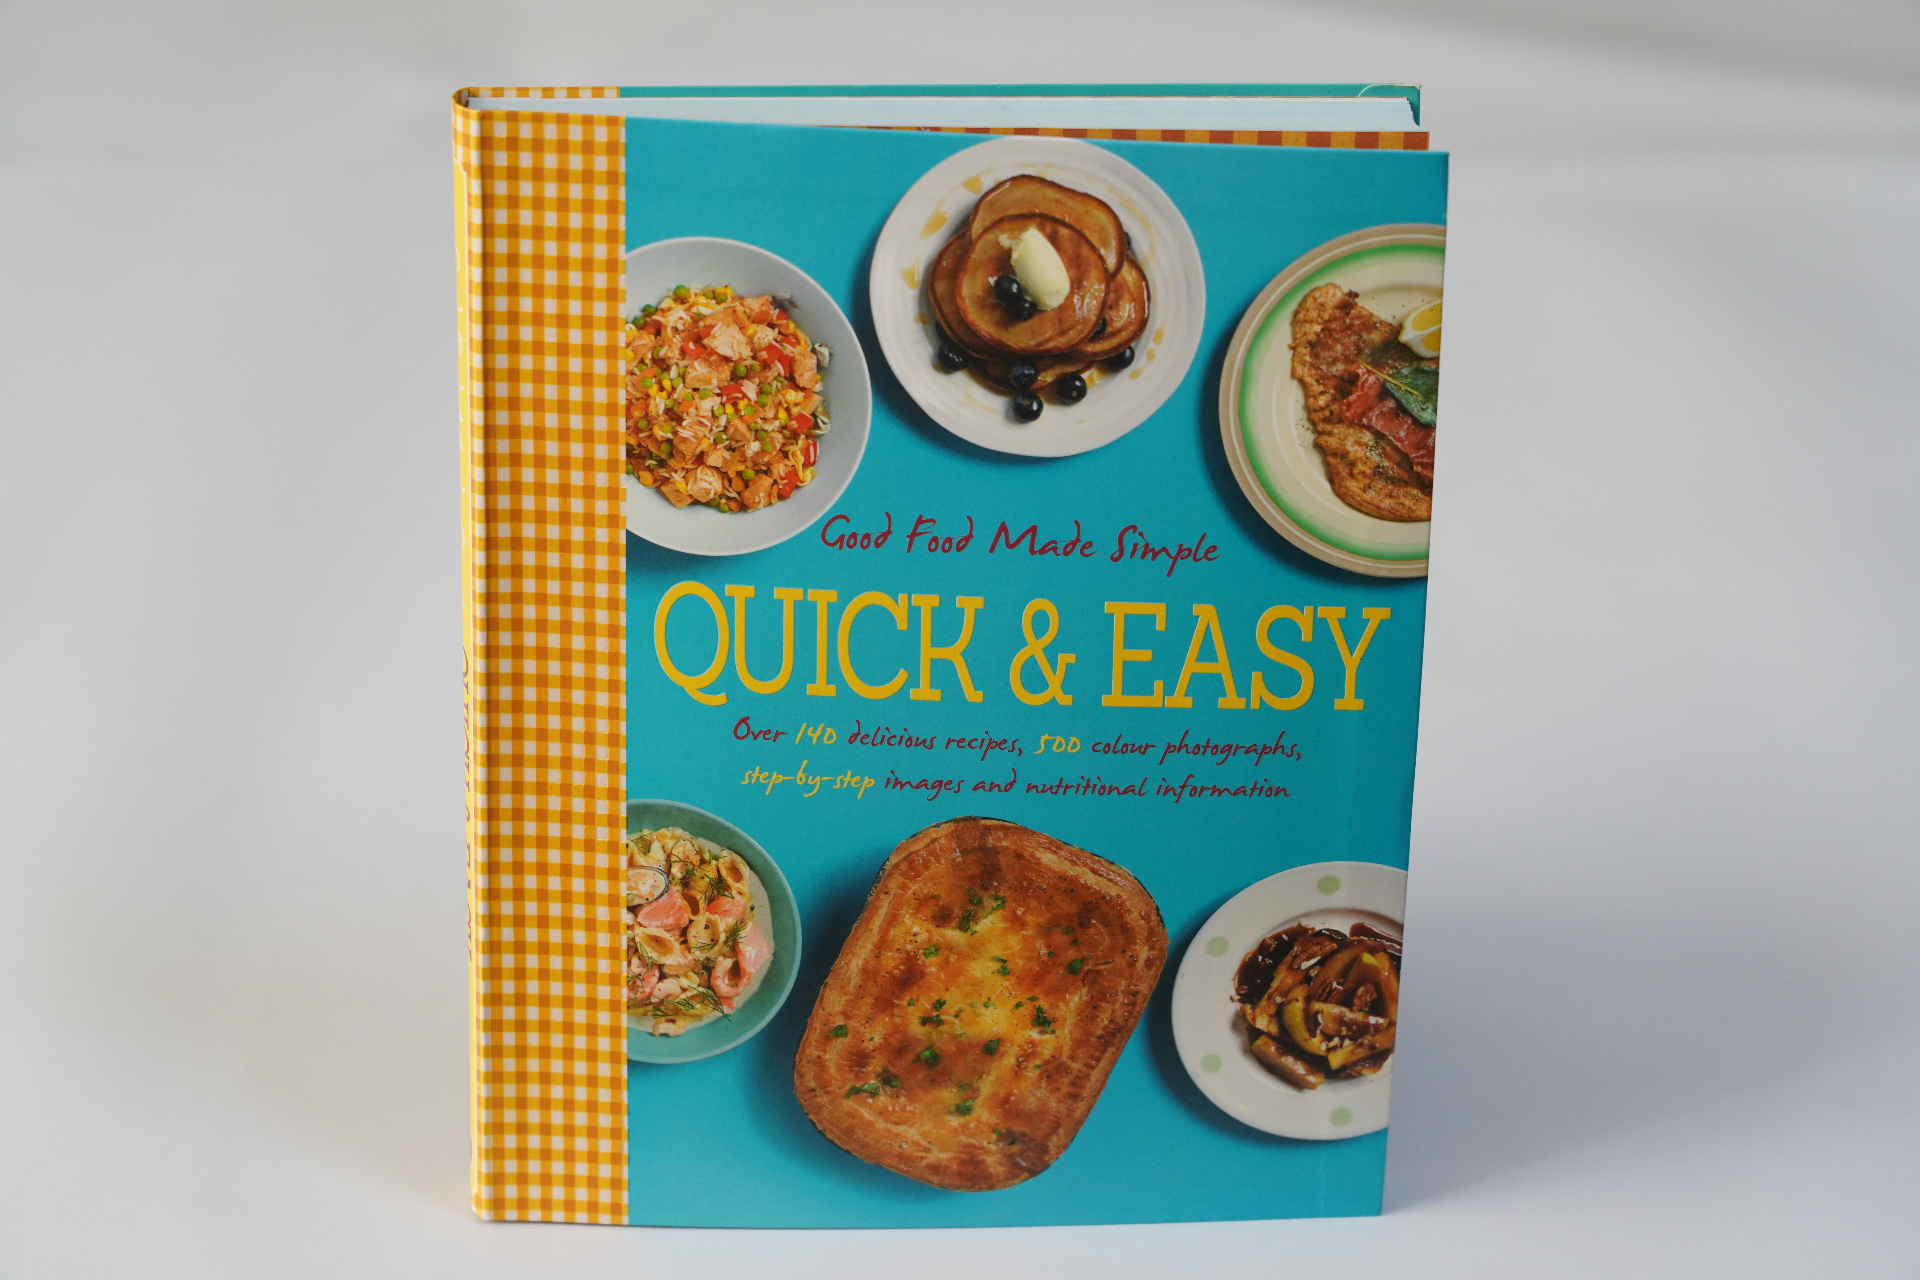 Good Food Made Simple
QUICK & EASY
Over 140 delicious recipes, 500 colour photographs,
step-by-step images and nutritional information